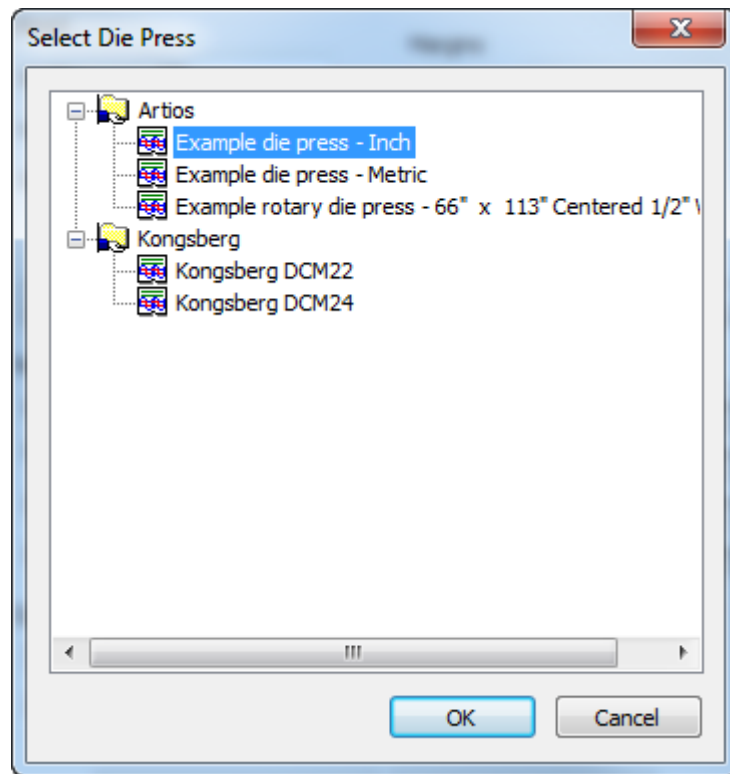 Select Die Press
Artios
Example die press - Inch
Example die press - Metric
Example rotary die press - 66" x 113" Centered 1/2"
Kongsberg
Kongsberg DCM22
Kongsberg DCM24
OK
Cancel